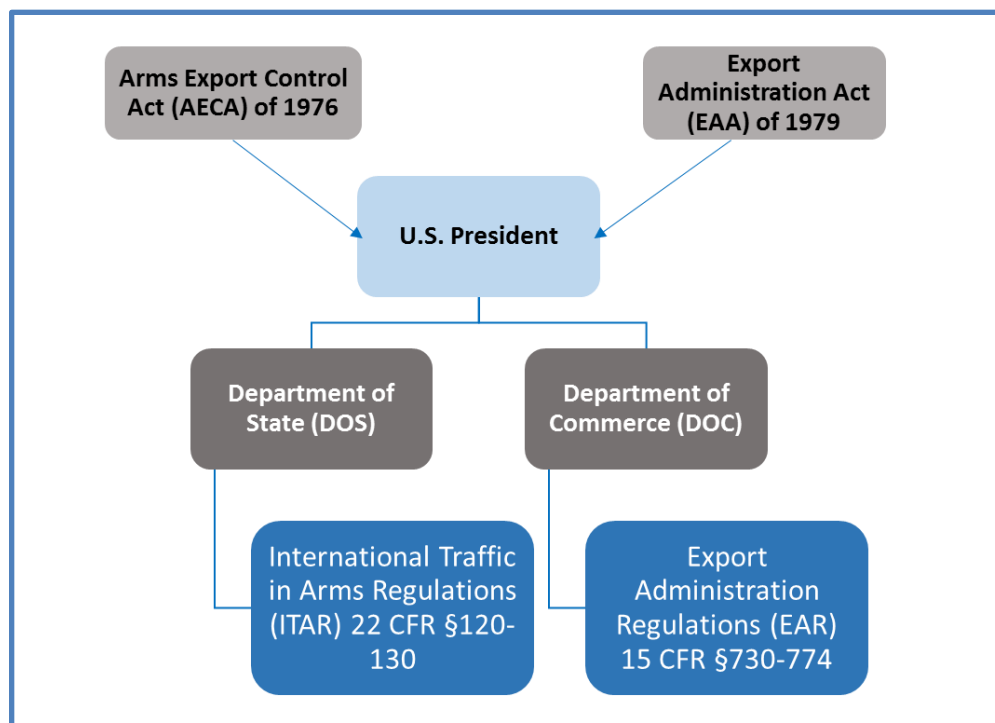 Arms Export Control
Act (AECA) of 1976
Export
Administration Act
(EAA) of 1979
U.S. President
Department of
State (DOS)
Department of
Commerce (DOC)
International Traffic
in Arms Regulations
(ITAR) 22 CFR §120-
130
Export
Administration
Regulations (EAR)
15 CFR §730-774